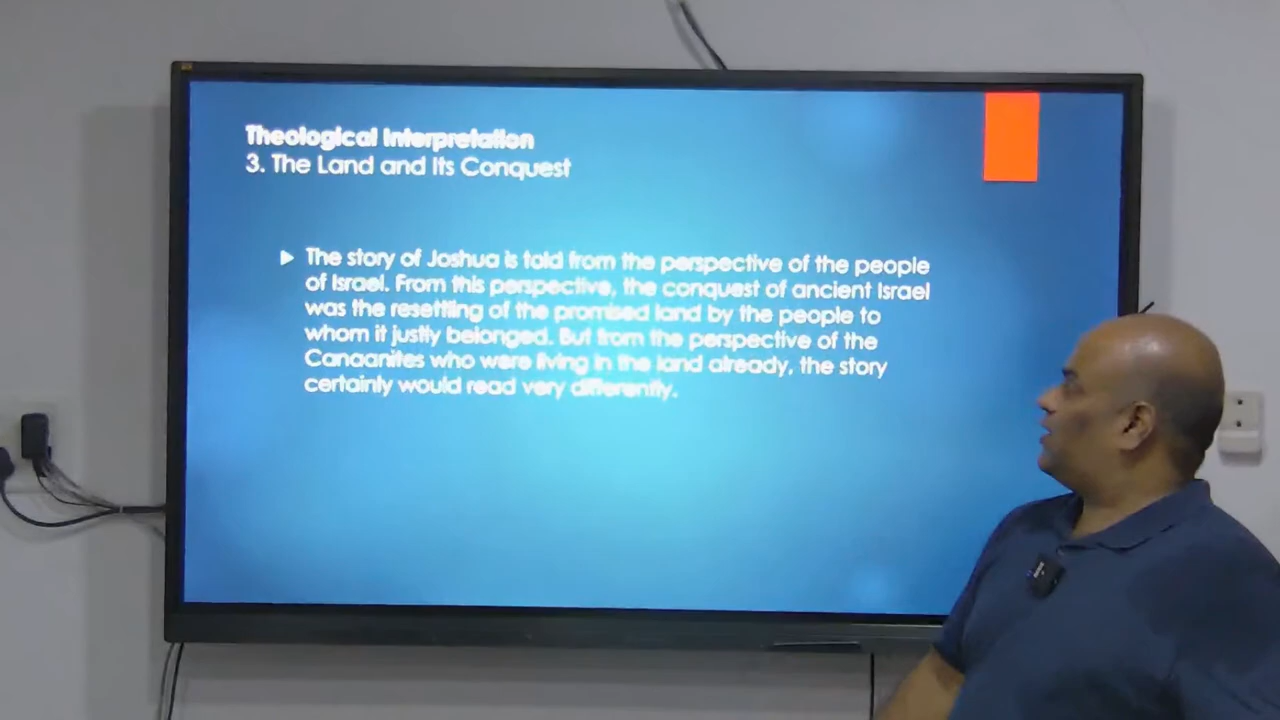 Theological Interpretation
3. The Land and Its Conquest
The story of Joshua is told from the perspective of the people
of Israel. From this perspective, the conquest of ancient Israel
was the resettling of the promised land by the people to
whom it justly belonged. But from the perspective of the
Canaanites who were living in the land already, the story
certainly would read very differently.